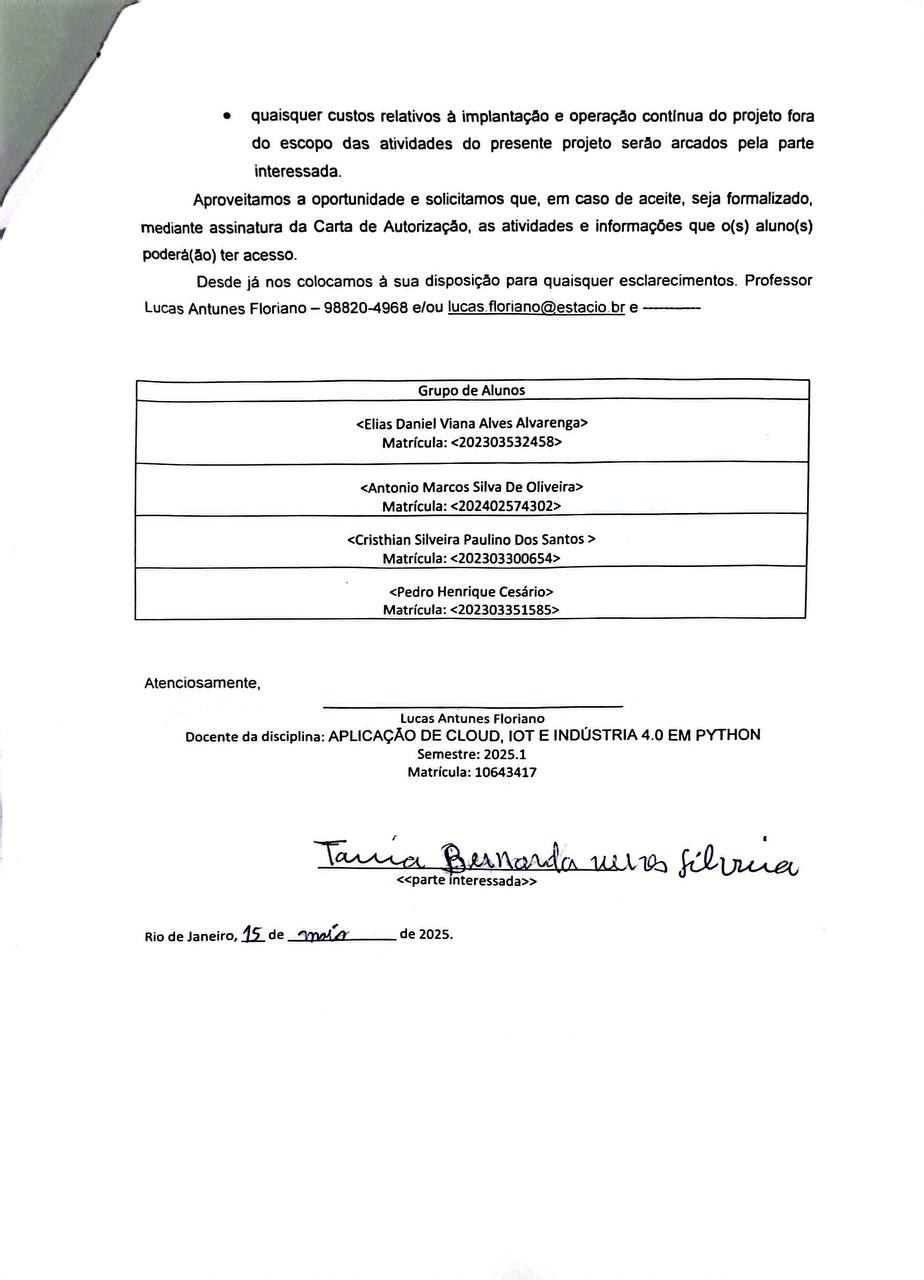 • quaisquer custos relativos à implantação e operação contínua do projeto fora
do escopo das atividades do presente projeto serão arcados pela parte
interessada.
Aproveitamos a oportunidade e solicitamos que, em caso de aceite, seja formalizado,
mediante assinatura da Carta de Autorização, as atividades e informações que o(s) aluno(s)
poderá(ão) ter acesso.
Desde já nos colocamos à sua disposição para quaisquer esclarecimentos. Professor
Lucas Antunes Floriano – 98820-4968 e/ou lucas.floriano@estacio.br e -----------
Grupo de Alunos
<Elias Daniel Viana Alves Alvarenga>
Matrícula: <202303532458>
<Antonio Marcos Silva De Oliveira>
Matrícula: <202402574302>
<Cristhian Silveira Paulino Dos Santos >
Matrícula: <202303300654>
<Pedro Henrique Cesário>
Matrícula: <202303351585>
Atenciosamente,
Lucas Antunes Floriano
Docente da disciplina: APLICAÇÃO DE CLOUD, IOT E INDÚSTRIA 4.0 EM PYTHON
Semestre: 2025.1
Matrícula: 10643417
Tania Bernarda neves Silveira
<<parte interessada>>
Rio de Janeiro, 15 de maio de 2025.